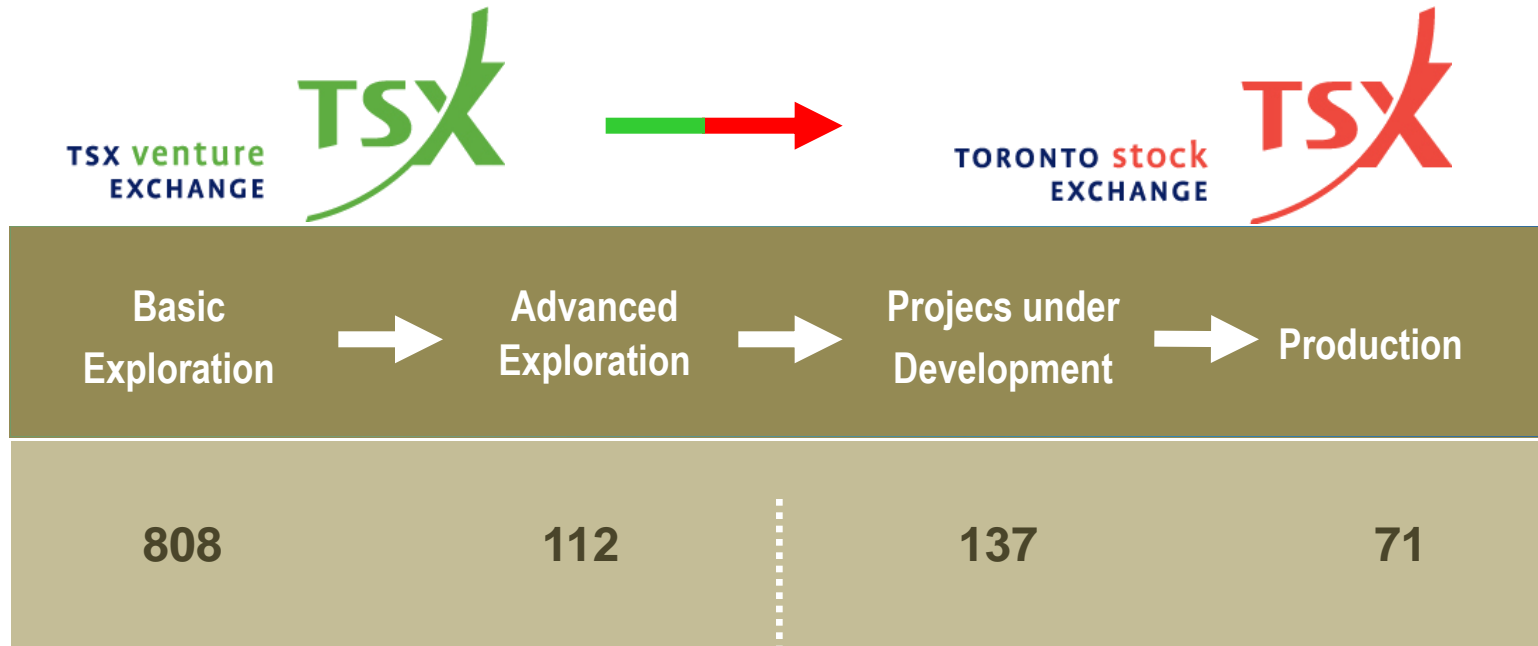 TSX venture
EXCHANGE
TSX
TORONTO stock
EXCHANGE
TSX
Basic
Exploration
Advanced
Exploration
Projecs under
Development
Production
808
112
137
71